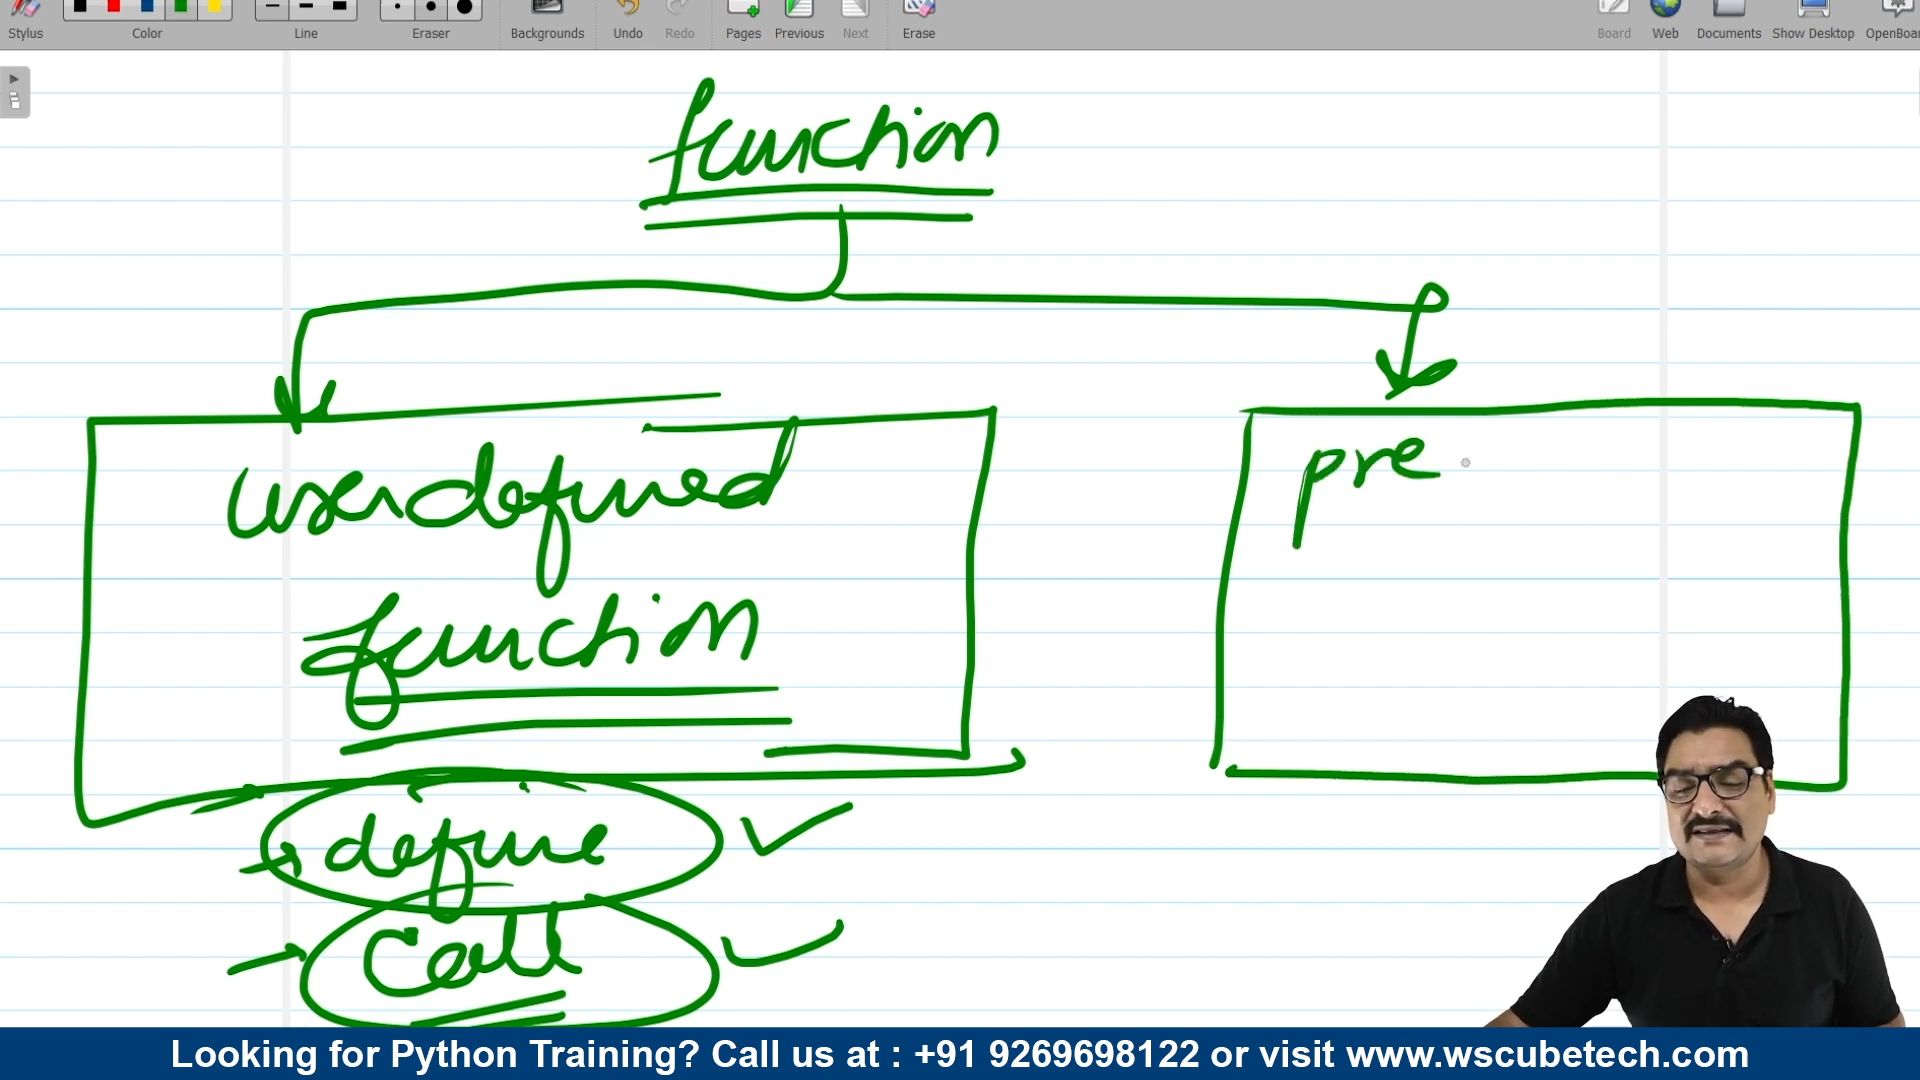 Stylus Color Line Eraser Backgrounds Undo Redo Pages Previous Next Erase Board Web Documents Show Desktop OpenBoar
function
userdefined
function
pre
define
Call
Looking for Python Training? Call us at : +91 9269698122 or visit www.wscubetech.com